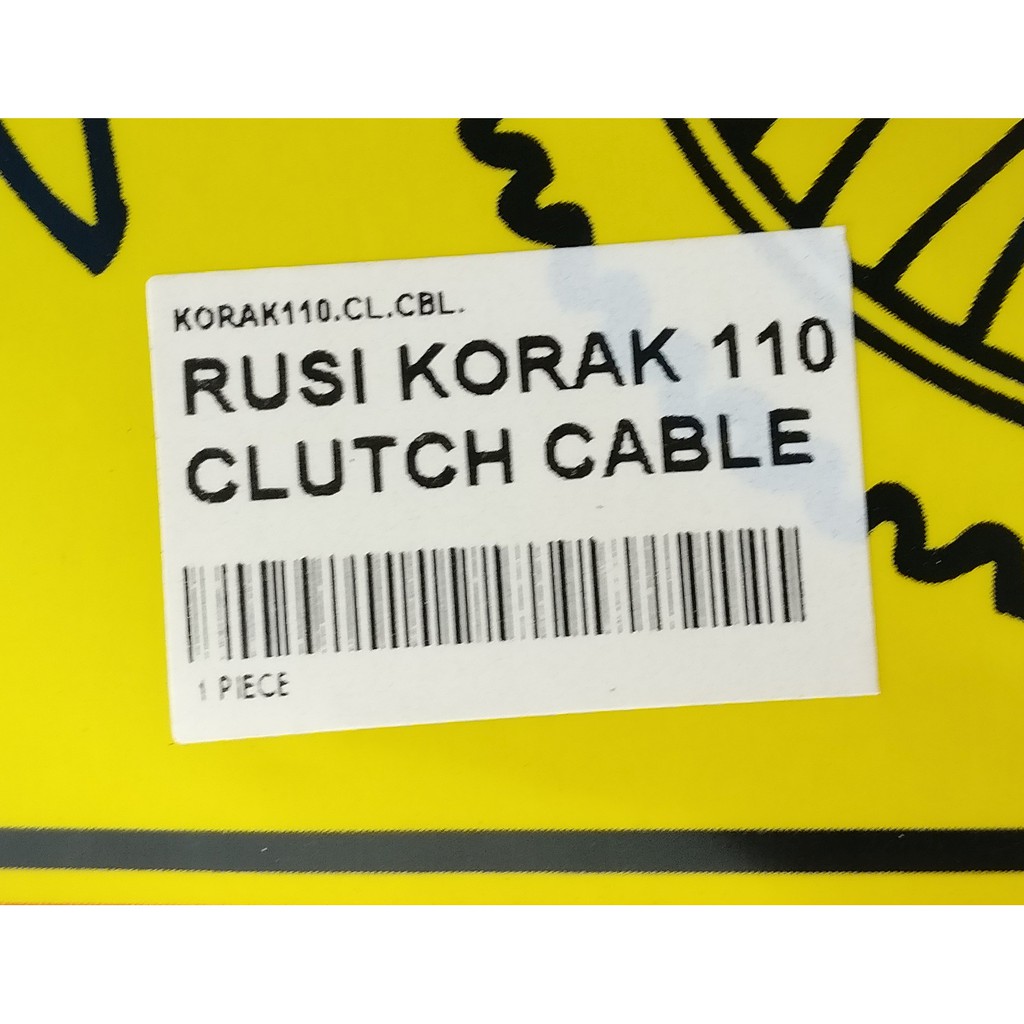 KORAK110.CL.CBL.
RUSI KORAK 110
CLUTCH CABLE
1 PIECE